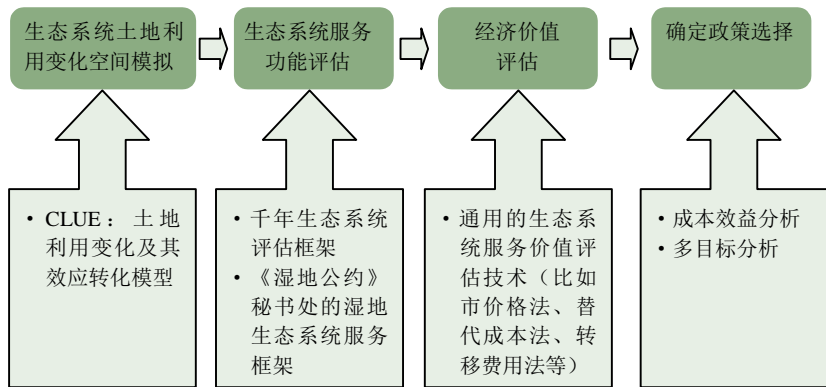 生态系统土地利
用变化空间模拟
生态系统服务
功能评估
经济价值
评估
确定政策选择
• CLUE：土地
利用变化及其
效应转化模型
• 千年生态系统
评估框架
• 《湿地公约》
秘书处的湿地
生态系统服务
框架
• 通用的生态系
统服务价值评
估技术（比如
市价格法、替
代成本法、转
移费用法等）
• 成本效益分析
• 多目标分析